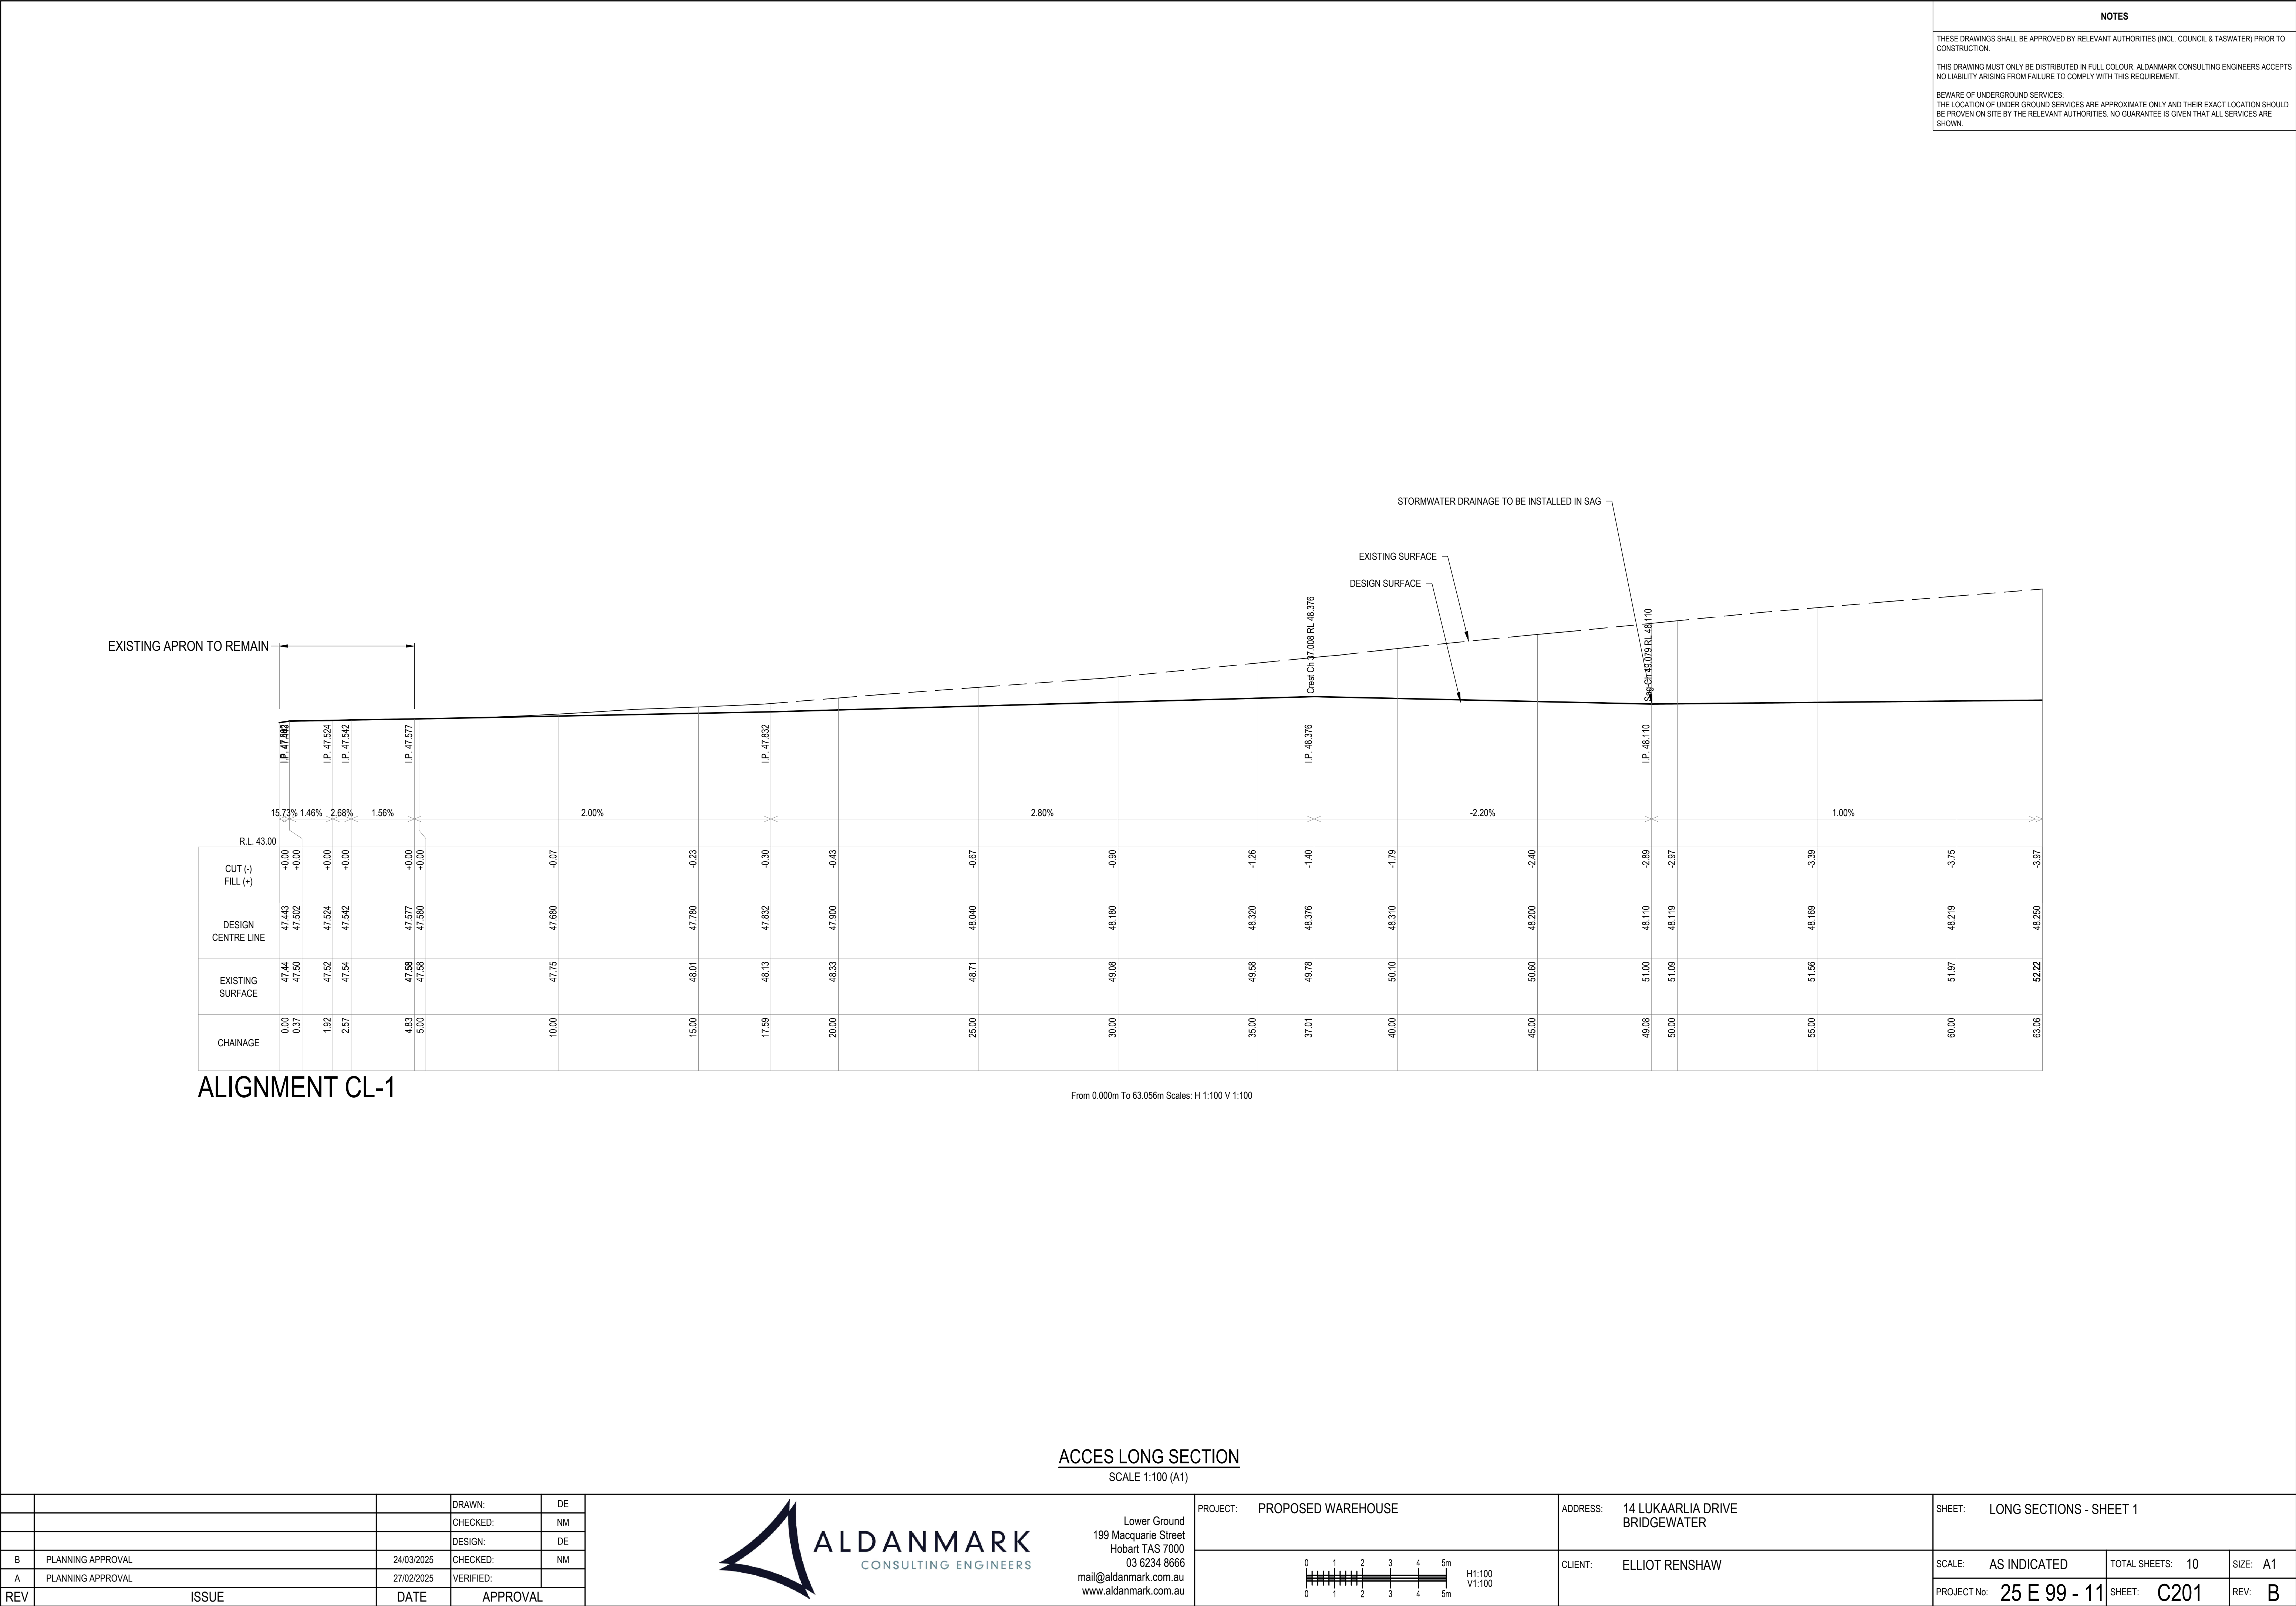 NOTES
THESE DRAWINGS SHALL BE APPROVED BY RELEVANT AUTHORITIES (INCL. COUNCIL & TASWATER) PRIOR TO
CONSTRUCTION.
THIS DRAWING MUST ONLY BE DISTRIBUTED IN FULL COLOUR. ALDANMARK CONSULTING ENGINEERS ACCEPTS
NO LIABILITY ARISING FROM FAILURE TO COMPLY WITH THIS REQUIREMENT.
BEWARE OF UNDERGROUND SERVICES:
THE LOCATION OF UNDER GROUND SERVICES ARE APPROXIMATE ONLY AND THEIR EXACT LOCATION SHOULD
BE PROVEN ON SITE BY THE RELEVANT AUTHORITIES. NO GUARANTEE IS GIVEN THAT ALL SERVICES ARE
SHOWN.
STORMWATER DRAINAGE TO BE INSTALLED IN SAG
EXISTING SURFACE
DESIGN SURFACE
EXISTING APRON TO REMAIN
Crest Ch 37.008 RL 48.376
Sag Ch 49.079 RL 48.110
I.P. 47.524
I.P. 47.542
I.P. 47.577
I.P. 47.832
I.P. 48.376
I.P. 48.110
15.73% 1.46% 2.68% 1.56% 2.00% 2.80% -2.20% 1.00%
R.L. 43.00
CUT (-)
FILL (+)
+0.00 +0.00 +0.00 +0.00 +0.00 +0.00 -0.07 -0.23 -0.30 -0.43 -0.67 -0.90 -1.26 -1.40 -1.79 -2.40 -2.89 -2.97 -3.39 -3.75 -3.97
DESIGN
CENTRE LINE
47.443 47.502 47.524 47.542 47.577 47.580 47.680 47.780 47.832 47.900 48.040 48.180 48.320 48.376 48.310 48.200 48.110 48.119 48.169 48.219 48.250
EXISTING
SURFACE
47.44 47.50 47.52 47.54 47.58 47.58 47.75 48.01 48.13 48.33 48.71 49.08 49.58 49.78 50.10 50.60 51.00 51.09 51.56 51.97 52.22
CHAINAGE
0.00 0.37 1.92 2.57 4.83 5.00 10.00 15.00 17.59 20.00 25.00 30.00 35.00 37.01 40.00 45.00 49.08 50.00 55.00 60.00 63.06
ALIGNMENT CL-1
From 0.000m To 63.056m Scales: H 1:100 V 1:100
ACCES LONG SECTION
SCALE 1:100 (A1)
B PLANNING APPROVAL 24/03/2025
A PLANNING APPROVAL 27/02/2025
REV ISSUE DATE APPROVAL
DRAWN: DE
CHECKED: NM
DESIGN: DE
CHECKED: NM
VERIFIED:
ALDANMARK
CONSULTING ENGINEERS
Lower Ground
199 Macquarie Street
Hobart TAS 7000
03 6234 8666
mail@aldanmark.com.au
www.aldanmark.com.au
PROJECT: PROPOSED WAREHOUSE
0 1 2 3 4 5m
0 1 2 3 4 5m
H1:100
V1:100
ADDRESS: 14 LUKAARLIA DRIVE
BRIDGEWATER
CLIENT: ELLIOT RENSHAW
SHEET: LONG SECTIONS - SHEET 1
SCALE: AS INDICATED TOTAL SHEETS: 10 SIZE: A1
PROJECT No: 25 E 99 - 11 SHEET: C201 REV: B